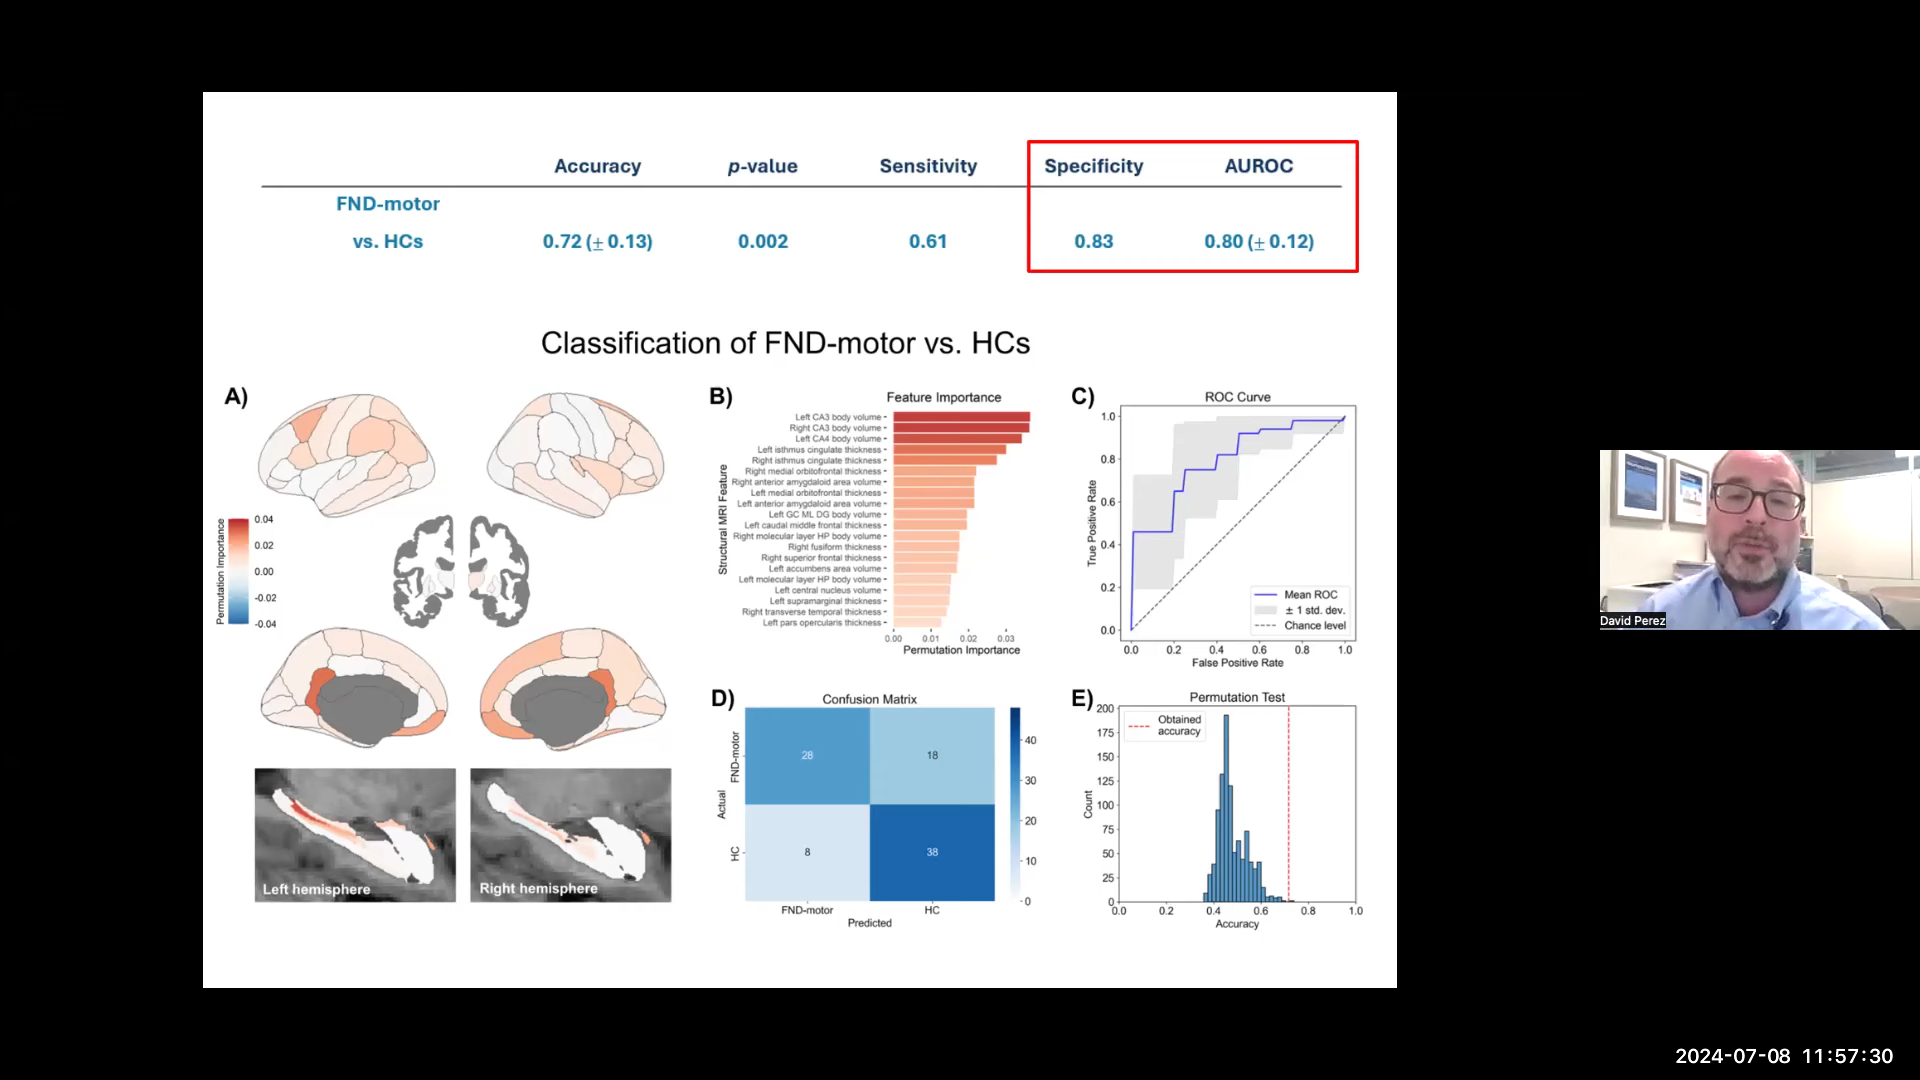 Accuracy p-value Sensitivity Specificity AUROC
FND-motor
vs. HCs 0.72 (± 0.13) 0.002 0.61 0.83 0.80 (± 0.12)
Classification of FND-motor vs. HCs
A)
Permutation Importance
0.04
0.02
0.00
-0.02
-0.04
Left hemisphere
Right hemisphere
B)
Feature Importance
Structural MRI Feature
Left CA3 body volume
Right CA3 body volume
Left CA4 body volume
Left isthmus cingulate thickness
Right isthmus cingulate thickness
Right medial orbitofrontal thickness
Right anterior amygdaloid area volume
Left medial orbitofrontal thickness
Left anterior amygdaloid area volume
Left GC ML DG body volume
Left caudal middle frontal thickness
Right molecular layer HP body volume
Right fusiform thickness
Right superior frontal thickness
Left accumbens area volume
Left molecular layer HP body volume
Left central nucleus volume
Left supramarginal thickness
Right transverse temporal thickness
Left pars opercularis thickness
0.00 0.01 0.02 0.03
Permutation Importance
C)
ROC Curve
True Positive Rate
1.0
0.8
0.6
0.4
0.2
0.0
Mean ROC
± 1 std. dev.
Chance level
0.0 0.2 0.4 0.6 0.8 1.0
False Positive Rate
D)
Confusion Matrix
Actual
FND-motor
HC
28 18
8 38
FND-motor HC
Predicted
40
30
20
10
0
E)
Permutation Test
Obtained
accuracy
Count
200
175
150
125
100
75
50
25
0
0.0 0.2 0.4 0.6 0.8 1.0
Accuracy
David Perez
2024-07-08 11:57:30